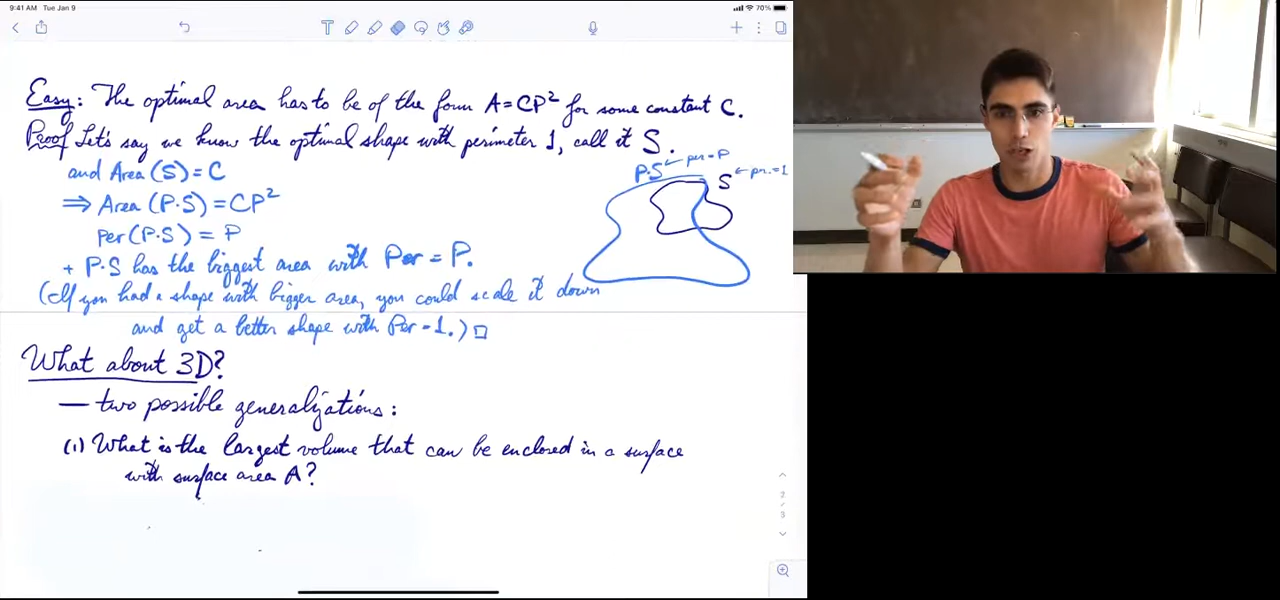 9:41 AM Tue Jan 9
70%
Easy: The optimal area has to be of the form A=CP² for some constant C.
Proof Let's say we know the optimal shape with perimeter 1, call it S.
and Area (S) = C
⇒ Area (P·S) = CP²
Per (P·S) = P
+ P·S has the biggest area with Per = P.
(If you had a shape with bigger area, you could scale it down
and get a better shape with Per = 1.) □
P·S ← per = P
S ← per. = 1
What about 3D?
— two possible generalizations:
(1) What is the largest volume that can be enclosed in a surface
with surface area A?
2 / 3